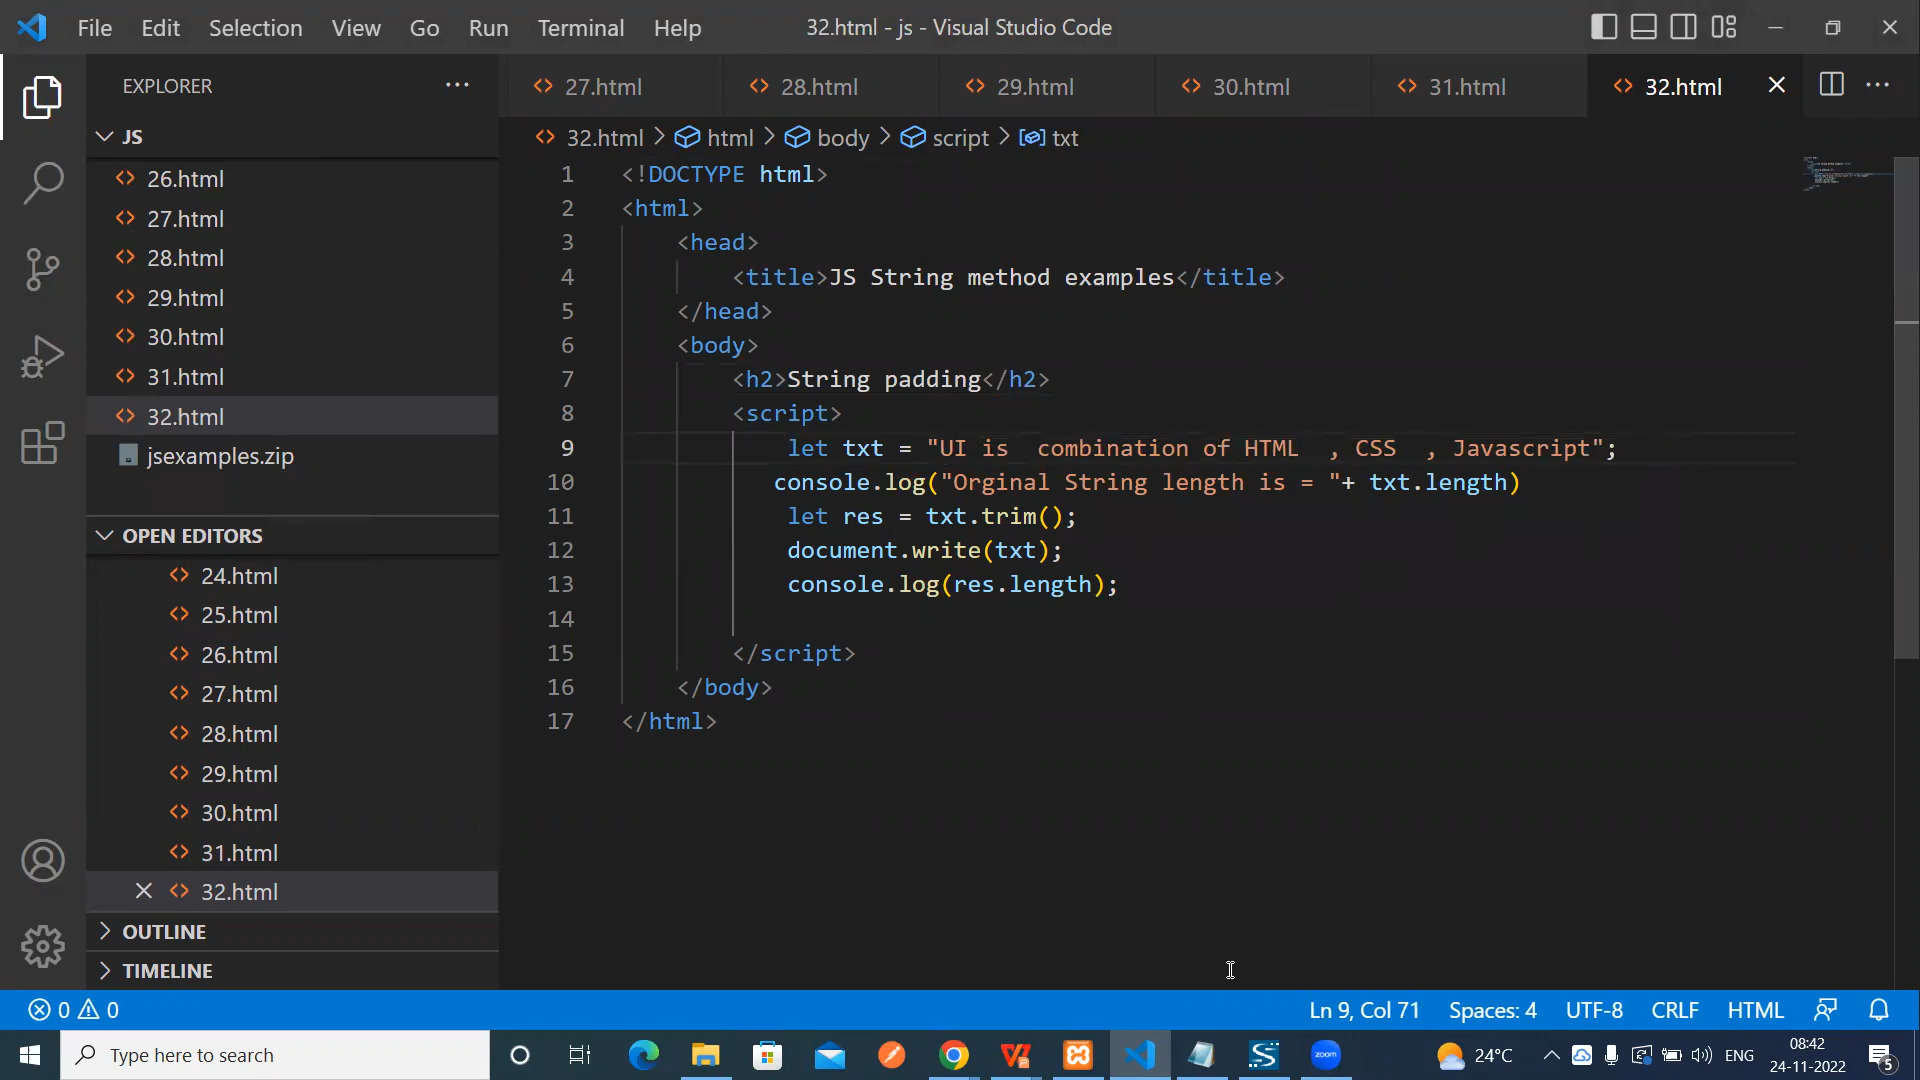 File Edit Selection View Go Run Terminal Help 32.html - js - Visual Studio Code
EXPLORER
27.html 28.html 29.html 30.html 31.html 32.html
JS
32.html > html > body > script > txt
26.html
27.html
28.html
29.html
30.html
31.html
32.html
jsexamples.zip
OPEN EDITORS
24.html
25.html
26.html
27.html
28.html
29.html
30.html
31.html
32.html
OUTLINE
TIMELINE
1 <!DOCTYPE html>
2 <html>
3 <head>
4 <title>JS String method examples</title>
5 </head>
6 <body>
7 <h2>String padding</h2>
8 <script>
9 let txt = "UI is  combination of HTML  , CSS  , Javascript";
10 console.log("Orginal String length is = "+ txt.length)
11 let res = txt.trim();
12 document.write(txt);
13 console.log(res.length);
14
15 </script>
16 </body>
17 </html>
0 0 Ln 9, Col 71 Spaces: 4 UTF-8 CRLF HTML
Type here to search
zoom
24°C ENG
08:42
24-11-2022
5